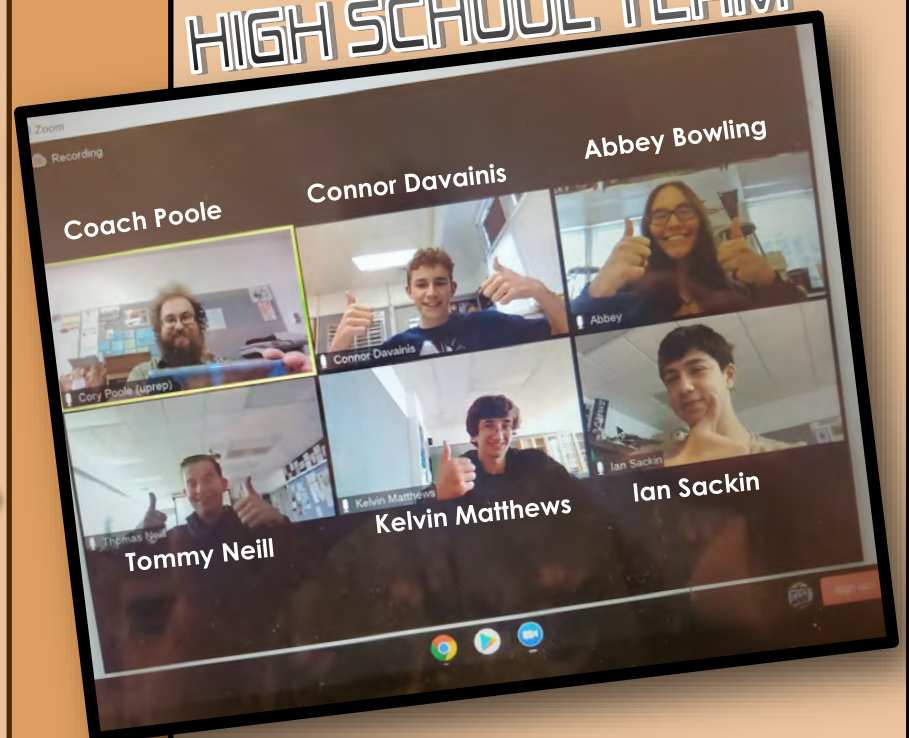 HIGH SCHOOL TEAM
Zoom
Recording
Coach Poole
Connor Davainis
Abbey Bowling
Cory Poole (uprep)
Connor Davainis
Abbey
Thomas Neill
Kelvin Matthews
Ian Sackin
Tommy Neill
Kelvin Matthews
Ian Sackin